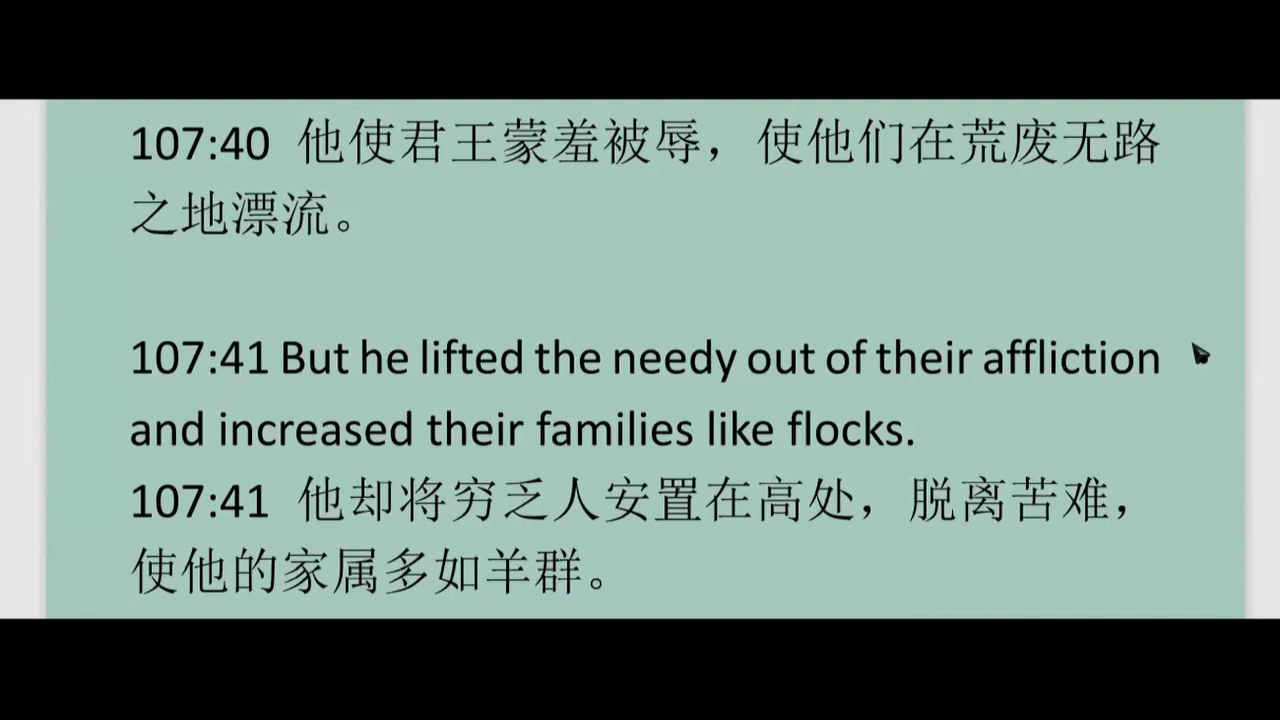 107:40 他使君王蒙羞被辱，使他们在荒废无路
之地漂流。
107:41 But he lifted the needy out of their affliction
and increased their families like flocks.
107:41 他却将穷乏人安置在高处，脱离苦难，
使他的家属多如羊群。